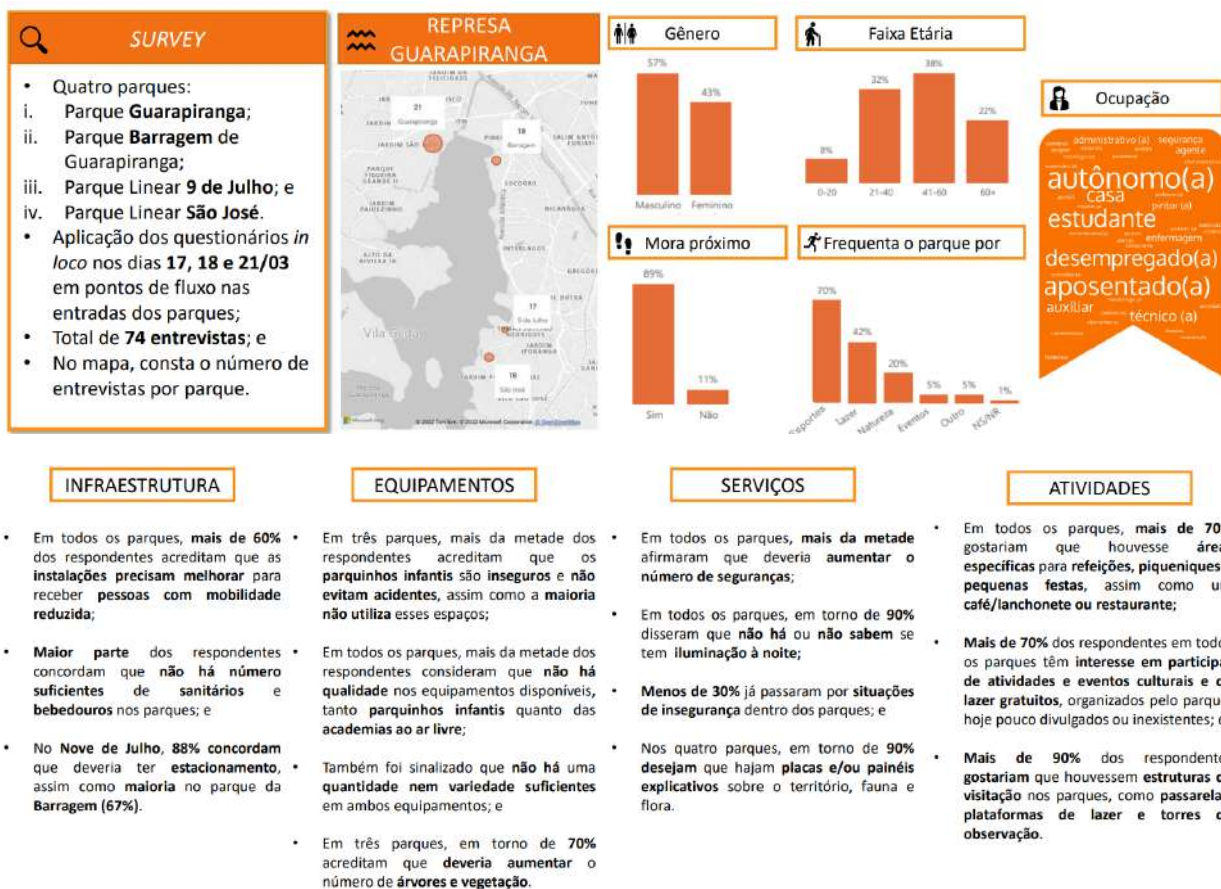 SURVEY
• Quatro parques:
i. Parque Guarapiranga;
ii. Parque Barragem de
Guarapiranga;
iii. Parque Linear 9 de Julho; e
iv. Parque Linear São José.
• Aplicação dos questionários in
loco nos dias 17, 18 e 21/03
em pontos de fluxo nas
entradas dos parques;
• Total de 74 entrevistas; e
• No mapa, consta o número de
entrevistas por parque.
REPRESA
GUARAPIRANGA
21
Guarapiranga
18
Barragem
SOCORRO
INTERLAGOS
17
9 de Julho
JARDIM
IPORANGA
18
São José
Gênero
57%
43%
Masculino Feminino
Faixa Etária
8%
32%
38%
22%
0-20 21-40 41-60 60+
Mora próximo
89%
11%
Sim Não
Frequenta o parque por
70%
42%
20%
5%
5%
1%
Esportes Lazer Natureza Eventos Outro NS/NR
Ocupação
administrativo (a) segurança
agente
autônomo(a)
casa
pintor (a)
estudante
enfermagem
desempregado(a)
aposentado(a)
auxiliar
técnico (a)
INFRAESTRUTURA
• Em todos os parques, mais de 60%
dos respondentes acreditam que as
instalações precisam melhorar para
receber pessoas com mobilidade
reduzida;
• Maior parte dos respondentes
concordam que não há número
suficientes de sanitários e
bebedouros nos parques; e
• No Nove de Julho, 88% concordam
que deveria ter estacionamento,
assim como maioria no parque da
Barragem (67%).
EQUIPAMENTOS
• Em três parques, mais da metade dos
respondentes acreditam que os
parquinhos infantis são inseguros e não
evitam acidentes, assim como a maioria
não utiliza esses espaços;
• Em todos os parques, mais da metade dos
respondentes consideram que não há
qualidade nos equipamentos disponíveis,
tanto parquinhos infantis quanto das
academias ao ar livre;
• Também foi sinalizado que não há uma
quantidade nem variedade suficientes
em ambos equipamentos; e
• Em três parques, em torno de 70%
acreditam que deveria aumentar o
número de árvores e vegetação.
SERVIÇOS
• Em todos os parques, mais da metade
afirmaram que deveria aumentar o
número de seguranças;
• Em todos os parques, em torno de 90%
disseram que não há ou não sabem se
tem iluminação à noite;
• Menos de 30% já passaram por situações
de insegurança dentro dos parques; e
• Nos quatro parques, em torno de 90%
desejam que hajam placas e/ou painéis
explicativos sobre o território, fauna e
flora.
ATIVIDADES
• Em todos os parques, mais de 70
gostariam que houvesse área
específicas para refeições, piqueniques
pequenas festas, assim como u
café/lanchonete ou restaurante;
• Mais de 70% dos respondentes em todo
os parques têm interesse em participa
de atividades e eventos culturais e d
lazer gratuitos, organizados pelo parqu
hoje pouco divulgados ou inexistentes; e
• Mais de 90% dos respondente
gostariam que houvessem estruturas d
visitação nos parques, como passarela
plataformas de lazer e torres d
observação.